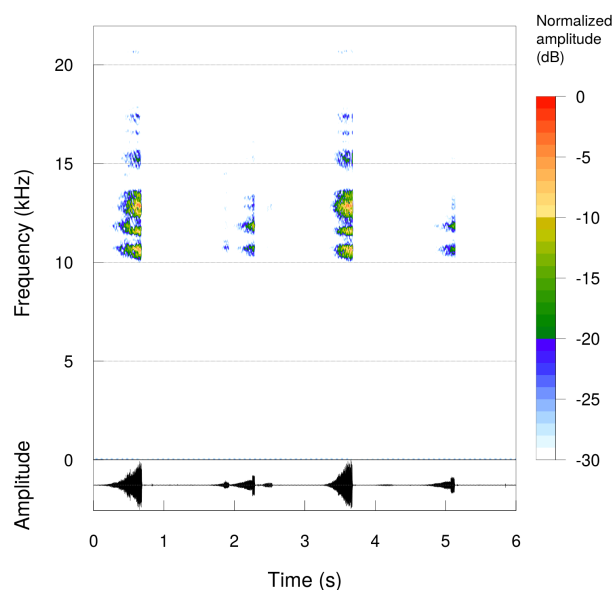 Normalized
amplitude
(dB)
20
15
10
5
0
Frequency (kHz)
Amplitude
0
-5
-10
-15
-20
-25
-30
0 1 2 3 4 5 6
Time (s)